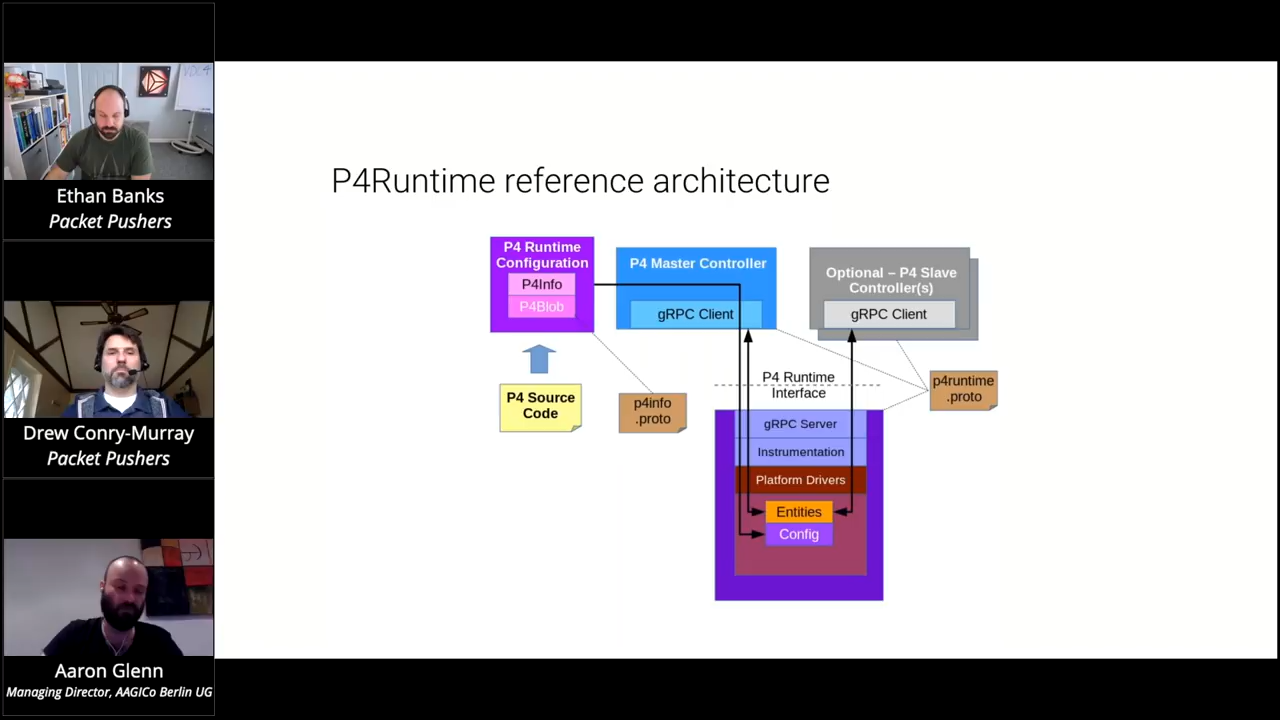 Ethan Banks
Packet Pushers
Drew Conry-Murray
Packet Pushers
Aaron Glenn
Managing Director, AAGICo Berlin UG
P4Runtime reference architecture
P4 Runtime
Configuration
P4Info
P4Blob
P4 Source
Code
p4info
.proto
P4 Master Controller
gRPC Client
Optional – P4 Slave
Controller(s)
gRPC Client
p4runtime
.proto
P4 Runtime
Interface
gRPC Server
Instrumentation
Platform Drivers
Entities
Config